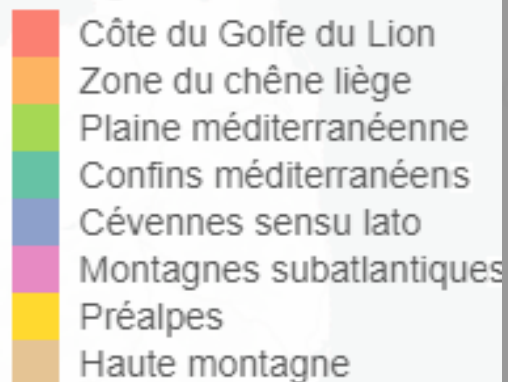 Côte du Golfe du Lion
Zone du chêne liège
Plaine méditerranéenne
Confins méditerranéens
Cévennes sensu lato
Montagnes subatlantiques
Préalpes
Haute montagne